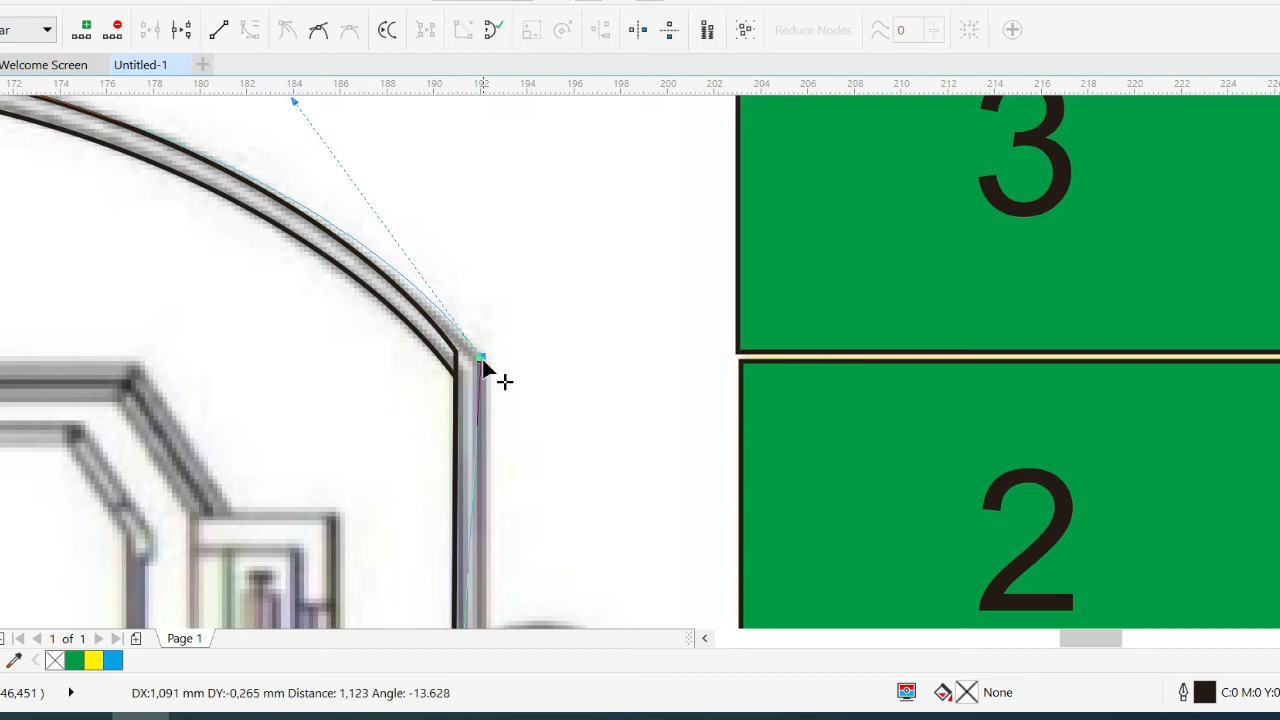 ar 0 Reduce Nodes
Welcome Screen Untitled-1
172 174 176 178 180 182 184 186 188 190 192 194 196 198 200 202 204 206 208 210 212 214 216 218 220 222 224 226
3
2
1 of 1 Page 1
46,451 ) DX:1,091 mm DY:-0,265 mm Distance: 1,123 Angle: -13.628 None C:0 M:0 Y:0